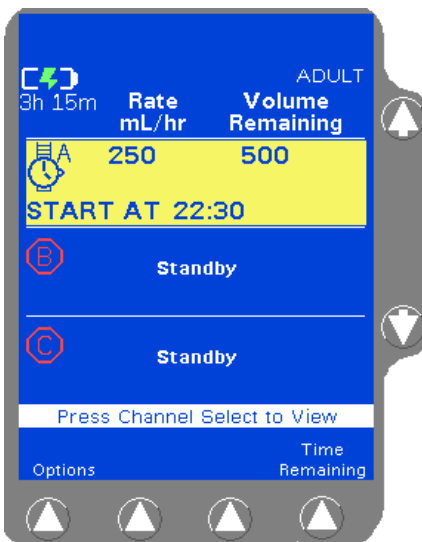 ADULT
3h 15m Rate Volume
mL/hr Remaining
A 250 500
START AT 22:30
B
Standby
C
Standby
Press Channel Select to View
Time
Options Remaining